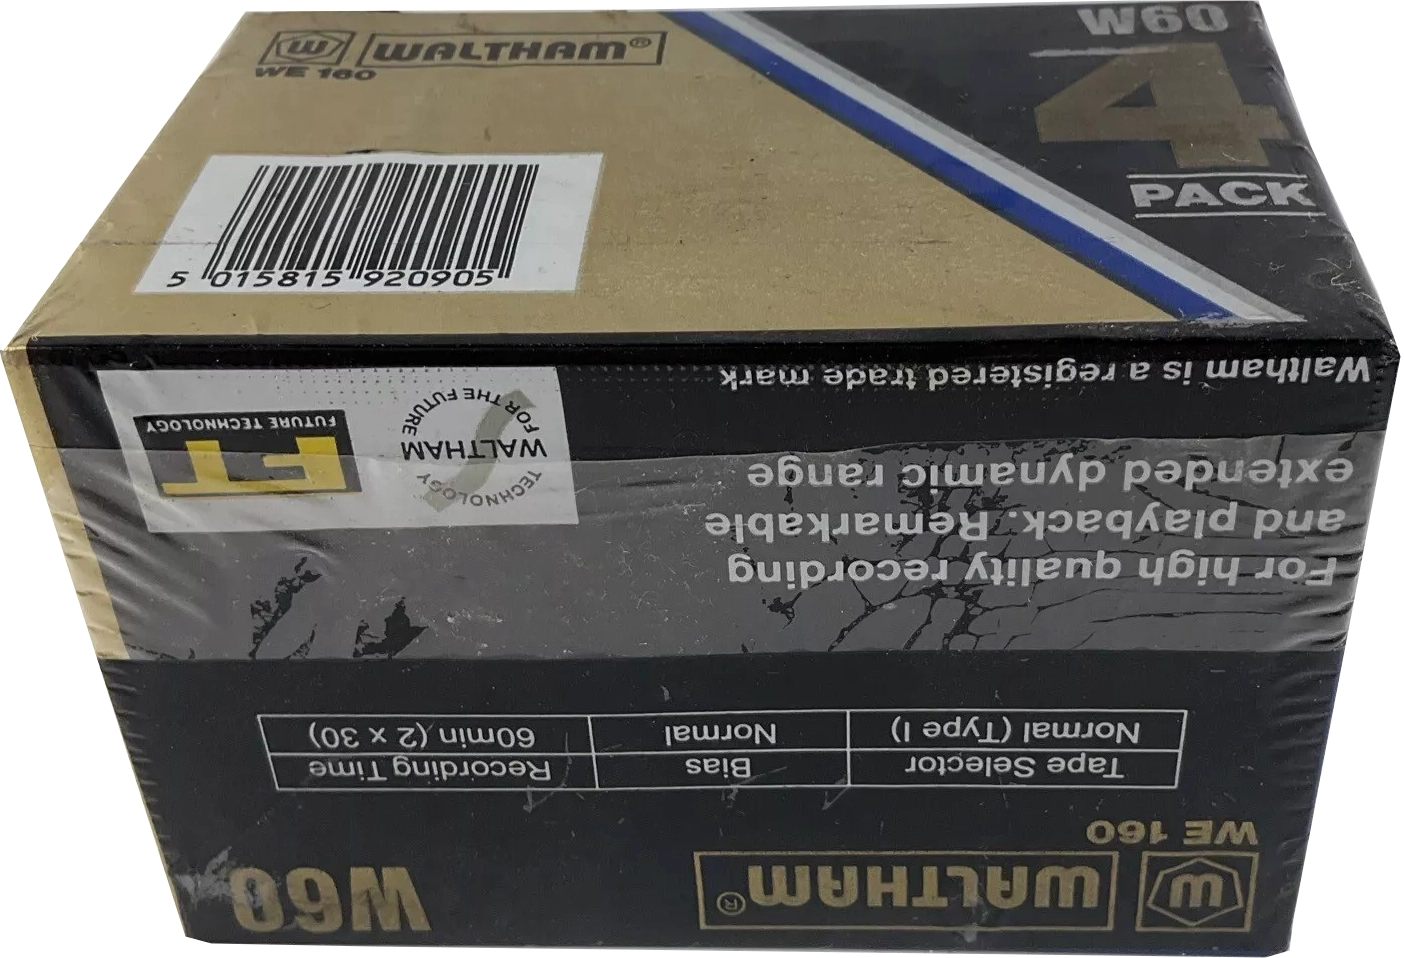 W WALTHAM®
WE 160
W60
4
PACK
5 015815 920905
W WALTHAM®
WE 160
W60
Tape Selector Bias Recording Time
Normal (Type I) Normal 60min (2 x 30)
For high quality recording
and playback. Remarkable
extended dynamic range
Waltham is a registered trade mark
FT
FUTURE TECHNOLOGY
WALTHAM
TECHNOLOGY
FOR THE FUTURE